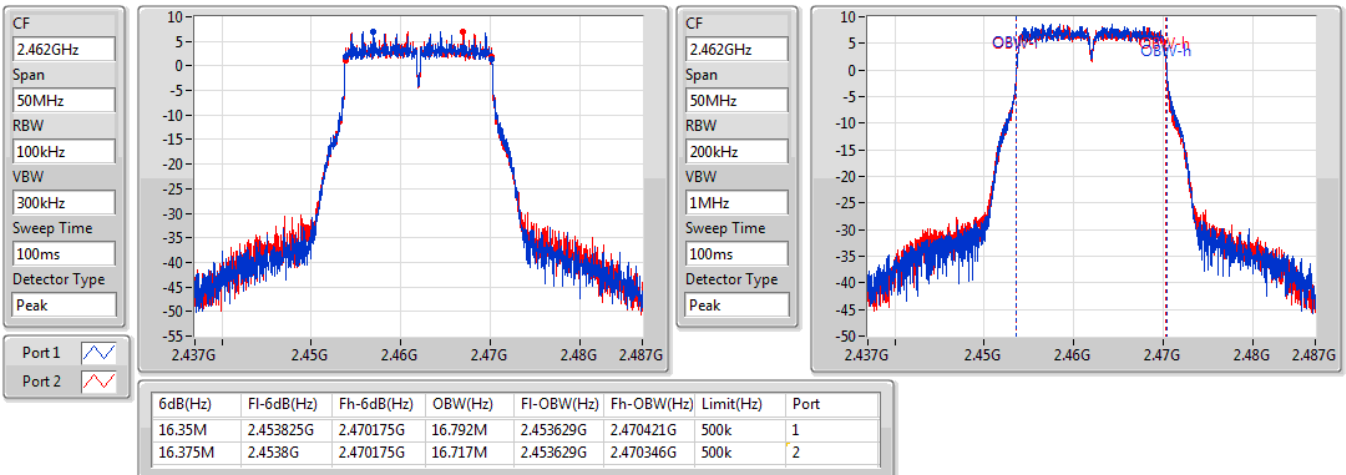 CF
2.462GHz
Span
50MHz
RBW
100kHz
VBW
300kHz
Sweep Time
100ms
Detector Type
Peak
Port 1
Port 2
10
5
0
-5
-10
-15
-20
-25
-30
-35
-40
-45
-50
-55
2.437G 2.45G 2.46G 2.47G 2.48G 2.487G
CF
2.462GHz
Span
50MHz
RBW
200kHz
VBW
1MHz
Sweep Time
100ms
Detector Type
Peak
10
5
0
-5
-10
-15
-20
-25
-30
-35
-40
-45
-50
OBW-l OBW-h
OBW-h
2.437G 2.45G 2.46G 2.47G 2.48G 2.487G
6dB(Hz) Fl-6dB(Hz) Fh-6dB(Hz) OBW(Hz) Fl-OBW(Hz) Fh-OBW(Hz) Limit(Hz) Port
16.35M 2.453825G 2.470175G 16.792M 2.453629G 2.470421G 500k 1
16.375M 2.4538G 2.470175G 16.717M 2.453629G 2.470346G 500k 2